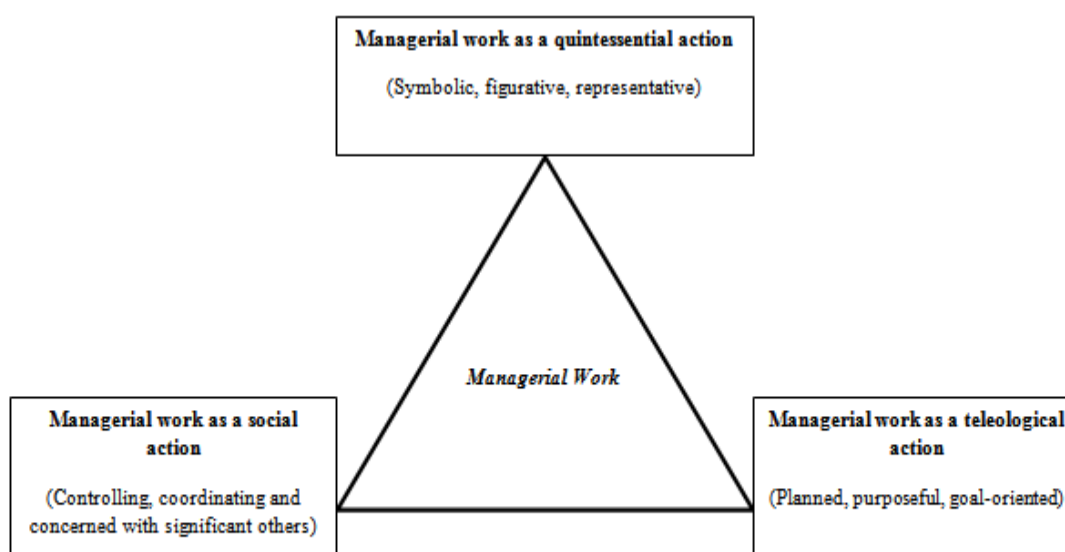 Managerial work as a quintessential action
(Symbolic, figurative, representative)
Managerial Work
Managerial work as a social
action
(Controlling, coordinating and
concerned with significant others)
Managerial work as a teleological
action
(Planned, purposeful, goal-oriented)